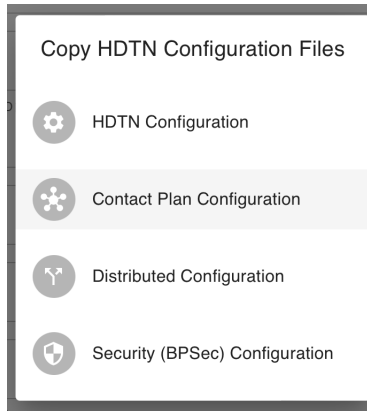 Copy HDTN Configuration Files
HDTN Configuration
Contact Plan Configuration
Distributed Configuration
Security (BPSec) Configuration